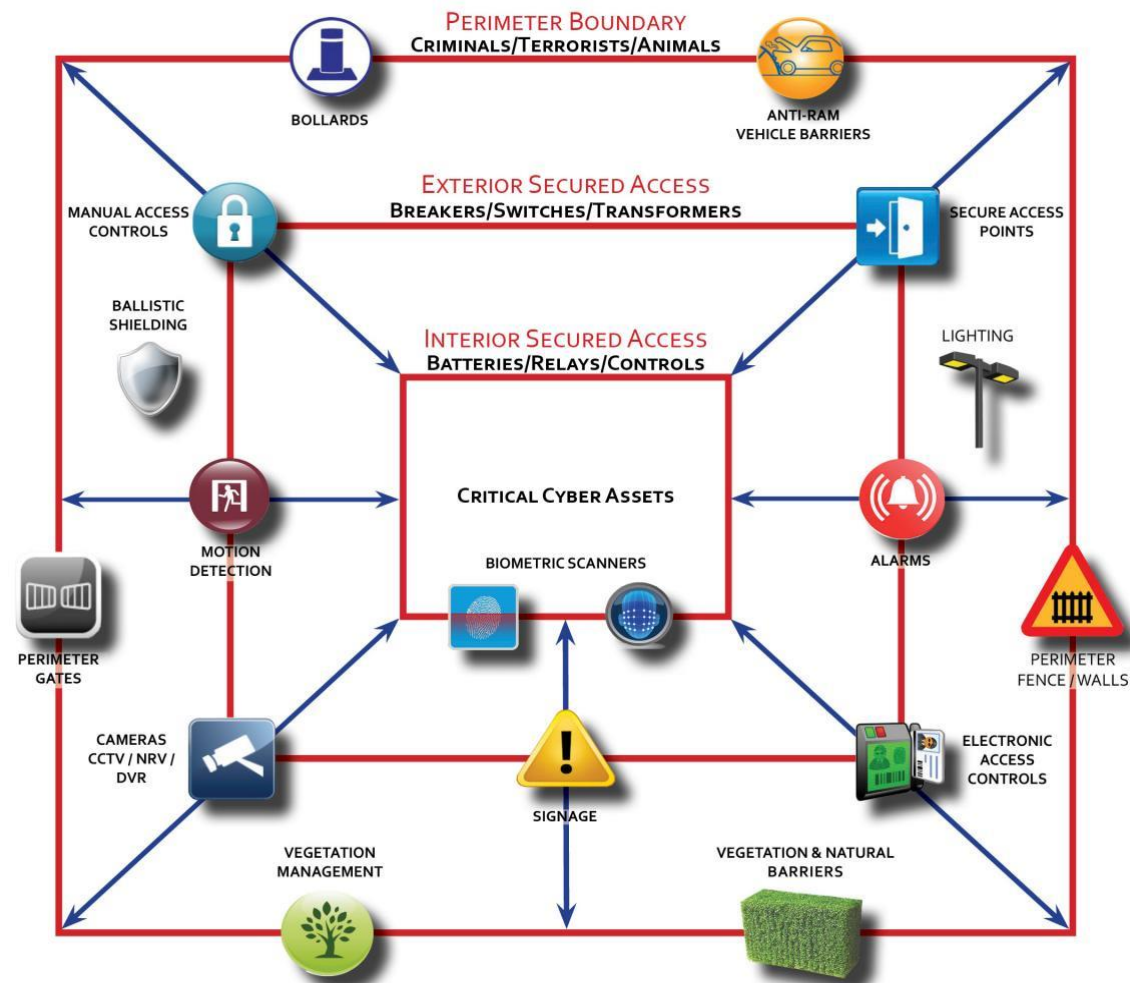 PERIMETER BOUNDARY
CRIMINALS/TERRORISTS/ANIMALS
BOLLARDS
ANTI-RAM
VEHICLE BARRIERS
EXTERIOR SECURED ACCESS
BREAKERS/SWITCHES/TRANSFORMERS
MANUAL ACCESS
CONTROLS
SECURE ACCESS
POINTS
BALLISTIC
SHIELDING
INTERIOR SECURED ACCESS
BATTERIES/RELAYS/CONTROLS
LIGHTING
CRITICAL CYBER ASSETS
MOTION
DETECTION
BIOMETRIC SCANNERS
ALARMS
PERIMETER
GATES
PERIMETER
FENCE / WALLS
CAMERAS
CCTV / NRV /
DVR
!
SIGNAGE
ELECTRONIC
ACCESS
CONTROLS
VEGETATION
MANAGEMENT
VEGETATION & NATURAL
BARRIERS